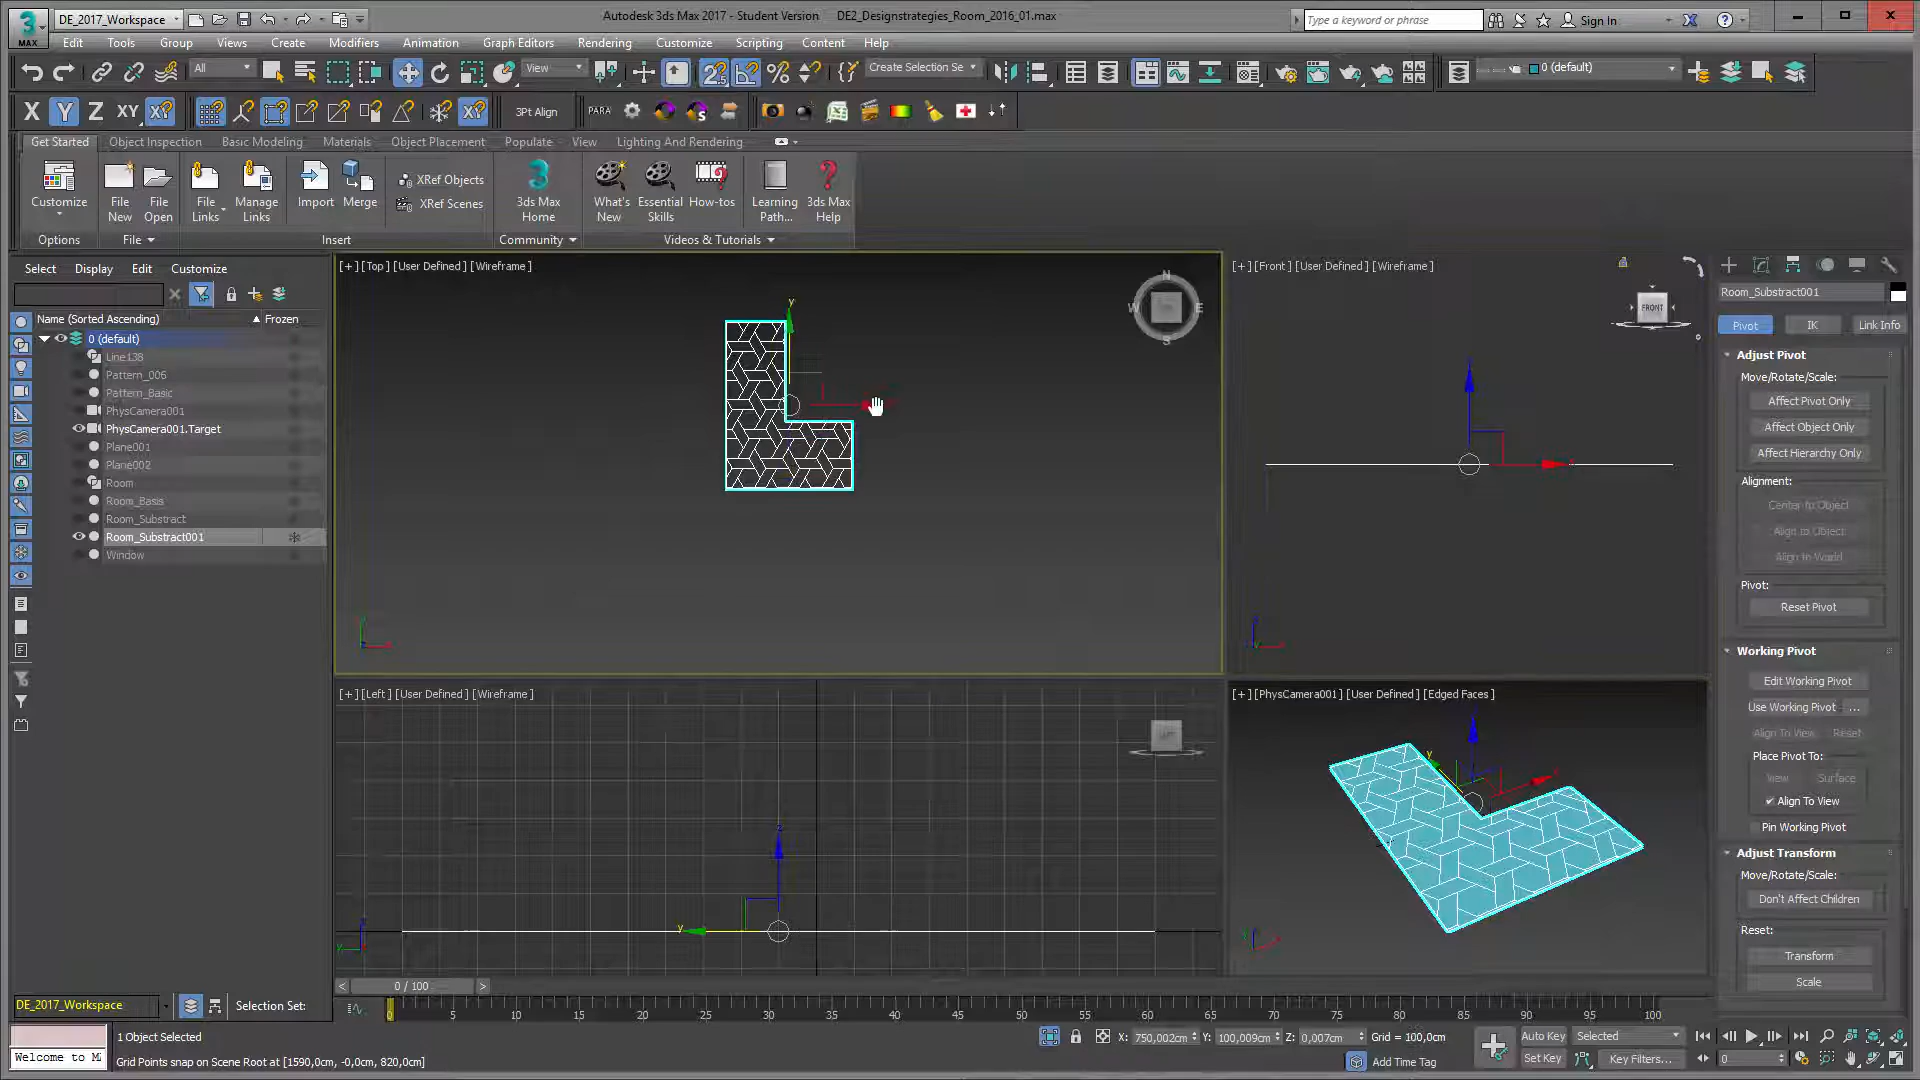 DE_2017_Workspace
Autodesk 3ds Max 2017 - Student Version    DE2_Designstrategies_Room_2016_01.max
Type a keyword or phrase
Sign In
MAX
Edit Tools Group Views Create Modifiers Animation Graph Editors Rendering Customize Scripting Content Help
All
View
Create Selection Se
0 (default)
X Y Z XY
3Pt Align
PARA
Get Started Object Inspection Basic Modeling Materials Object Placement Populate View Lighting And Rendering
Customize
File New
File Open
File Links
Manage Links
Import
Merge
XRef Objects
XRef Scenes
3ds Max Home
What's New
Essential Skills
How-tos
Learning Path...
3ds Max Help
Options
File
Insert
Community
Videos & Tutorials
Select Display Edit Customize
Name (Sorted Ascending) Frozen
0 (default)
Line138
Pattern_006
Pattern_Basic
PhysCamera001
PhysCamera001.Target
Plane001
Plane002
Room
Room_Basis
Room_Substract
Room_Substract001
Window
[+] [Top] [User Defined] [Wireframe]
y
N
W
E
S
[+] [Front] [User Defined] [Wireframe]
FRONT
[+] [Left] [User Defined] [Wireframe]
z
y
[+] [PhysCamera001] [User Defined] [Edged Faces]
Room_Substract001
Pivot IK Link Info
Adjust Pivot
Move/Rotate/Scale:
Affect Pivot Only
Affect Object Only
Affect Hierarchy Only
Alignment:
Center to Object
Align to Object
Align to World
Pivot:
Reset Pivot
Working Pivot
Edit Working Pivot
Use Working Pivot ...
Align To View Reset
Place Pivot To:
View Surface
Align To View
Pin Working Pivot
Adjust Transform
Move/Rotate/Scale:
Don't Affect Children
Reset:
Transform
Scale
< 0 / 100 >
0 5 10 15 20 25 30 35 40 45 50 55 60 65 70 75 80 85 90 95 100
DE_2017_Workspace
Selection Set:
Welcome to M
1 Object Selected
Grid Points snap on Scene Root at [1590,0cm, -0,0cm, 820,0cm]
X: 750,002cm Y: 100,009cm Z: 0,007cm Grid = 100,0cm
Add Time Tag
Auto Key
Selected
Set Key
Key Filters...
0